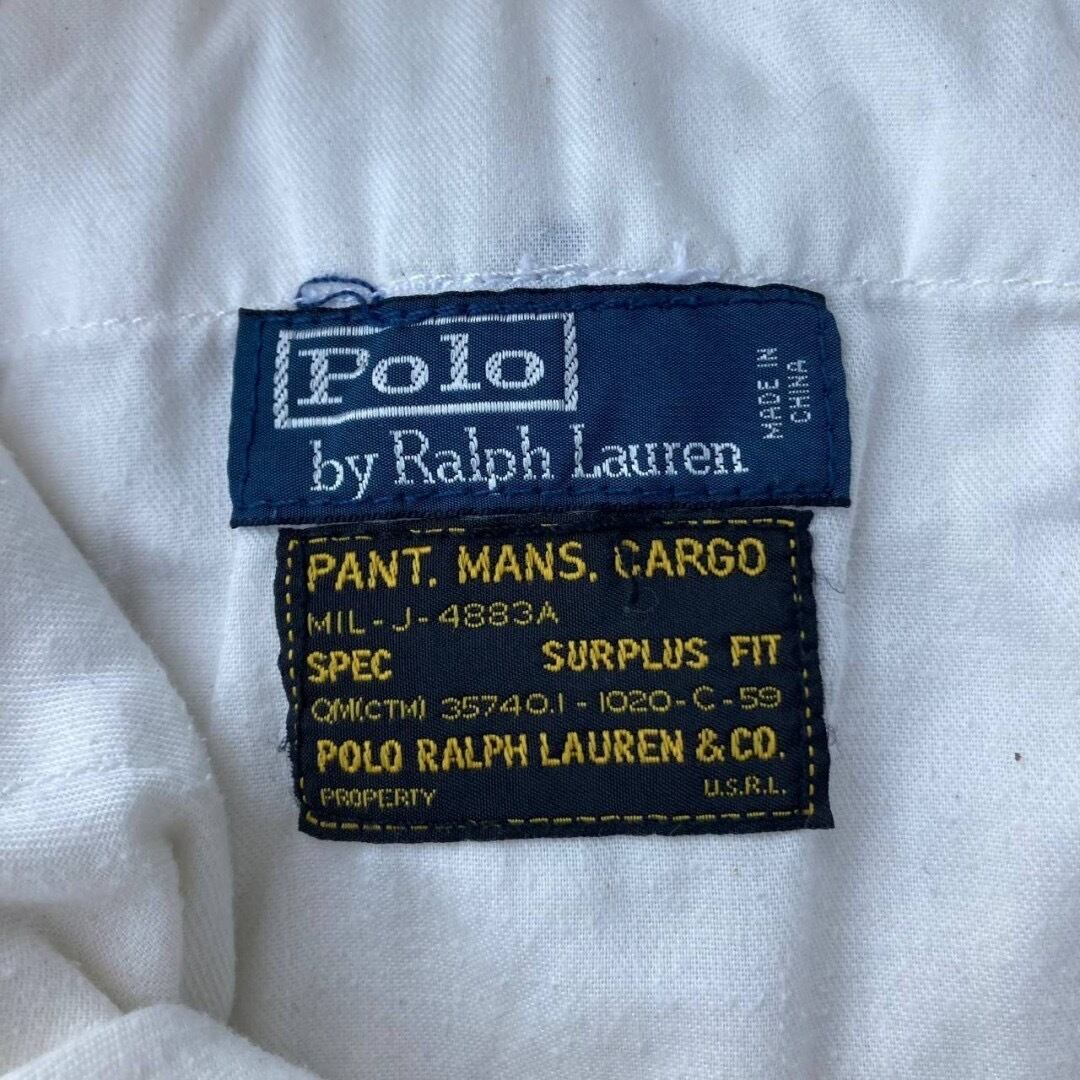 Polo
by Ralph Lauren
MADE IN
CHINA
PANT. MANS. CARGO
MIL-J-4883A
SPEC SURPLUS FIT
QM(CTM) 35740.1-1020-C-59
POLO RALPH LAUREN & CO.
PROPERTY U.S.R.L.